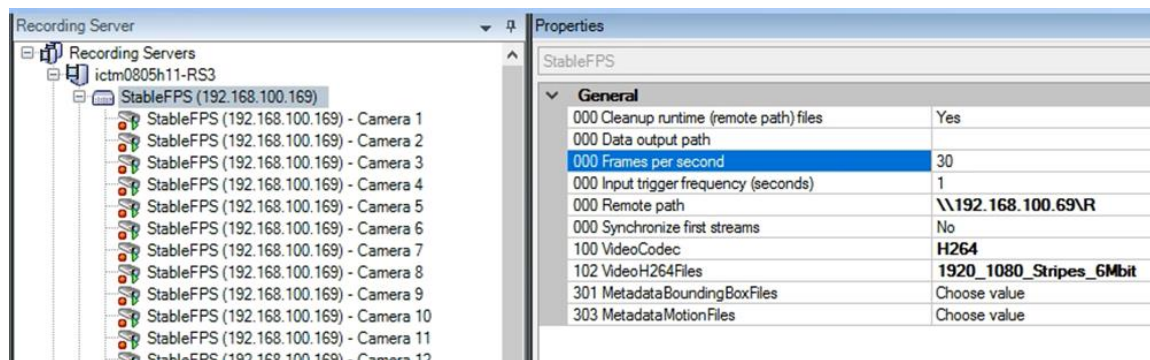 Recording Server
Recording Servers
ictm0805h11-RS3
StableFPS (192.168.100.169)
StableFPS (192.168.100.169) - Camera 1
StableFPS (192.168.100.169) - Camera 2
StableFPS (192.168.100.169) - Camera 3
StableFPS (192.168.100.169) - Camera 4
StableFPS (192.168.100.169) - Camera 5
StableFPS (192.168.100.169) - Camera 6
StableFPS (192.168.100.169) - Camera 7
StableFPS (192.168.100.169) - Camera 8
StableFPS (192.168.100.169) - Camera 9
StableFPS (192.168.100.169) - Camera 10
StableFPS (192.168.100.169) - Camera 11
StableFPS (192.168.100.169) - Camera 12
Properties
StableFPS
General
000 Cleanup runtime (remote path) files Yes
000 Data output path
000 Frames per second 30
000 Input trigger frequency (seconds) 1
000 Remote path \\192.168.100.69\R
000 Synchronize first streams No
100 VideoCodec H264
102 VideoH264Files 1920_1080_Stripes_6Mbit
301 MetadataBoundingBoxFiles Choose value
303 MetadataMotionFiles Choose value